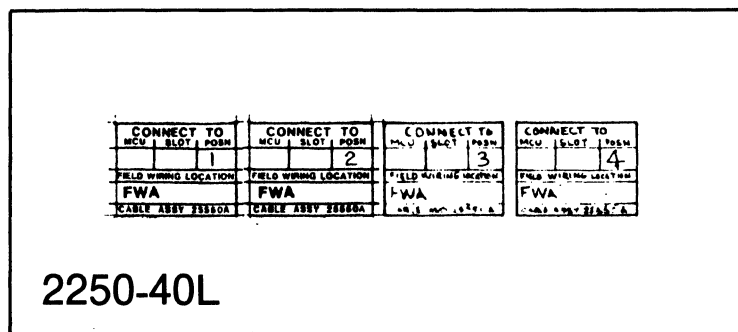 CONNECT TO CONNECT TO CONNECT TO CONNECT TO
MCU SLOT POSN MCU SLOT POSN MCU SLOT POSN MCU SLOT POSN
1 2 3 4
FIELD WIRING LOCATION FIELD WIRING LOCATION FIELD WIRING LOCATION FIELD WIRING LOCATION
FWA FWA FWA FWA
CABLE ASSY 25550A CABLE ASSY
2250-40L